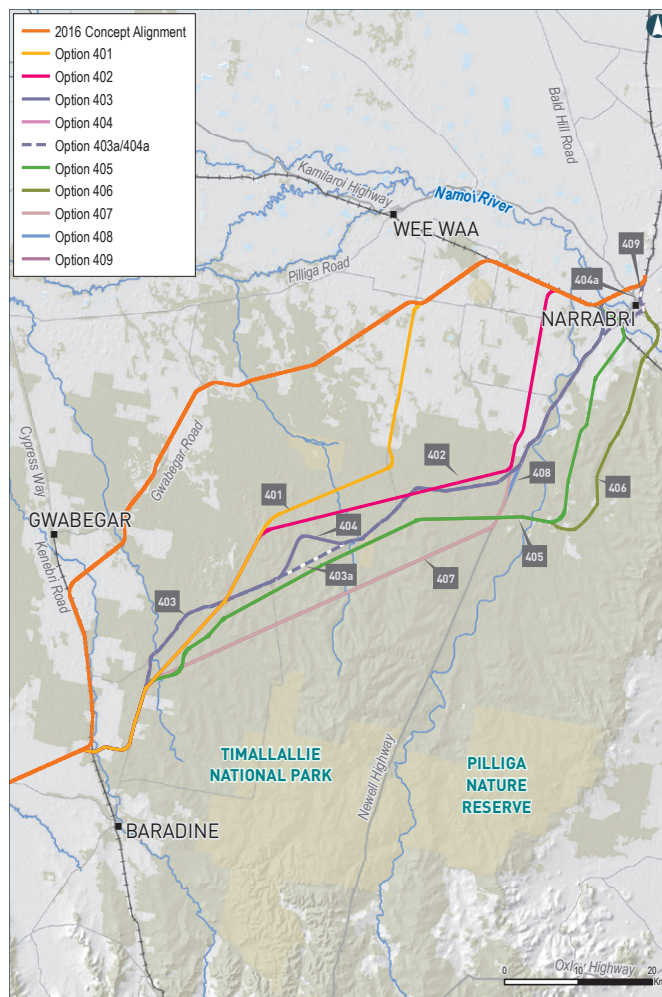 2016 Concept Alignment
Option 401
Option 402
Option 403
Option 404
Option 403a/404a
Option 405
Option 406
Option 407
Option 408
Option 409
A
Bald Hill Road
Kamilaroi Highway
Namoi River
WEE WAA
409
Pilliga Road
404a
NARRABRI
Cypress Way
Gwabegar Road
402
408
401
406
GWABEGAR
404
405
Kenebri Road
403a
407
403
TIMALLALLIE
NATIONAL PARK
PILLIGA
NATURE
RESERVE
Newell Highway
BARADINE
Oxley Highway
0
10
20
Km